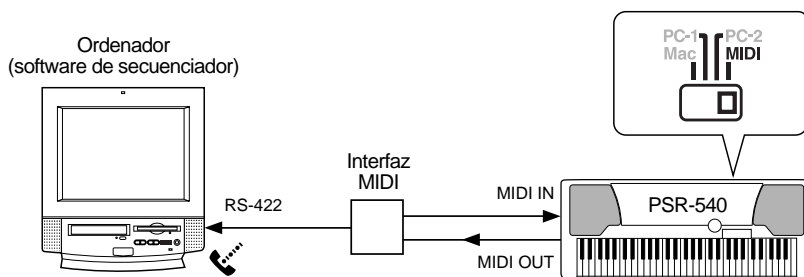 Ordenador
(software de secuenciador)
RS-422
Interfaz
MIDI
MIDI IN
MIDI OUT
PC-1 PC-2
Mac MIDI
PSR-540